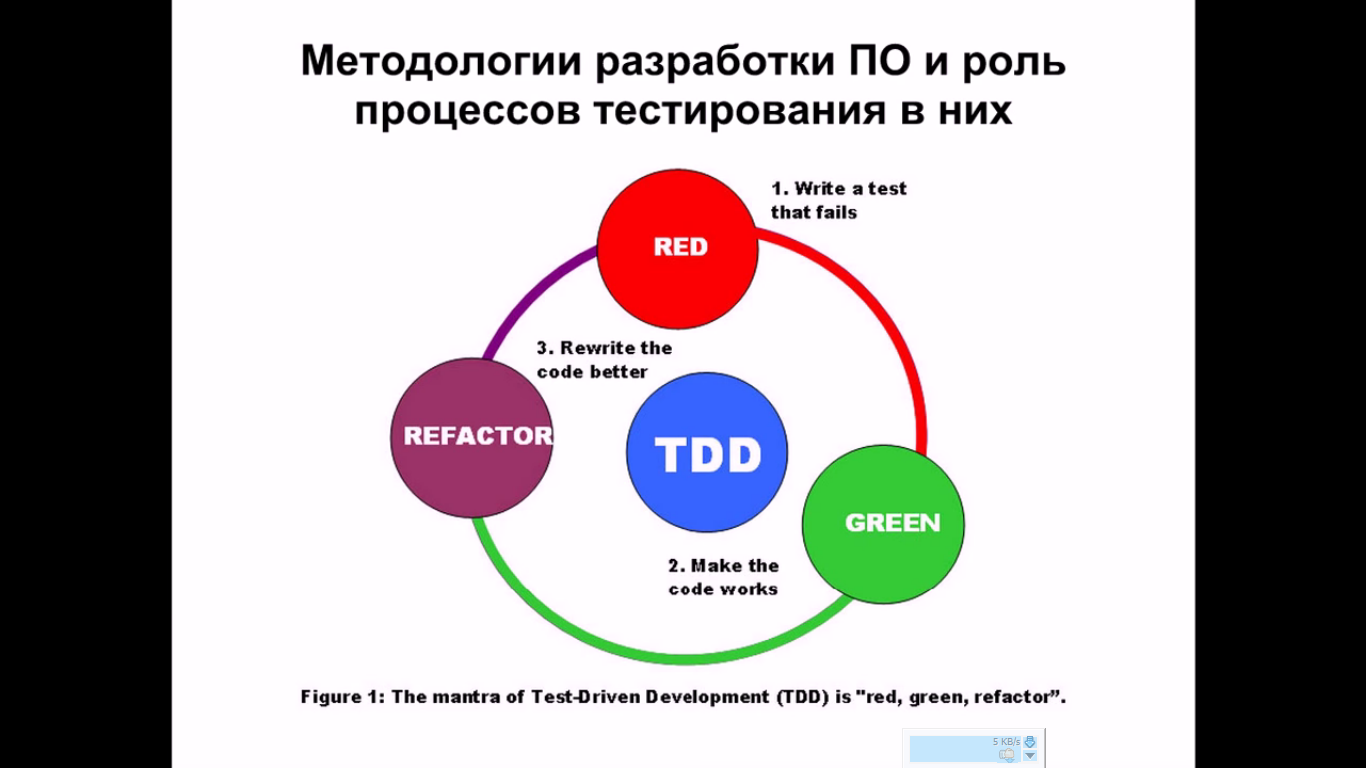 Методологии разработки ПО и роль
процессов тестирования в них
RED
1. Write a test
that fails
3. Rewrite the
code better
REFACTOR
TDD
GREEN
2. Make the
code works
Figure 1: The mantra of Test-Driven Development (TDD) is "red, green, refactor”.
5 KB/s